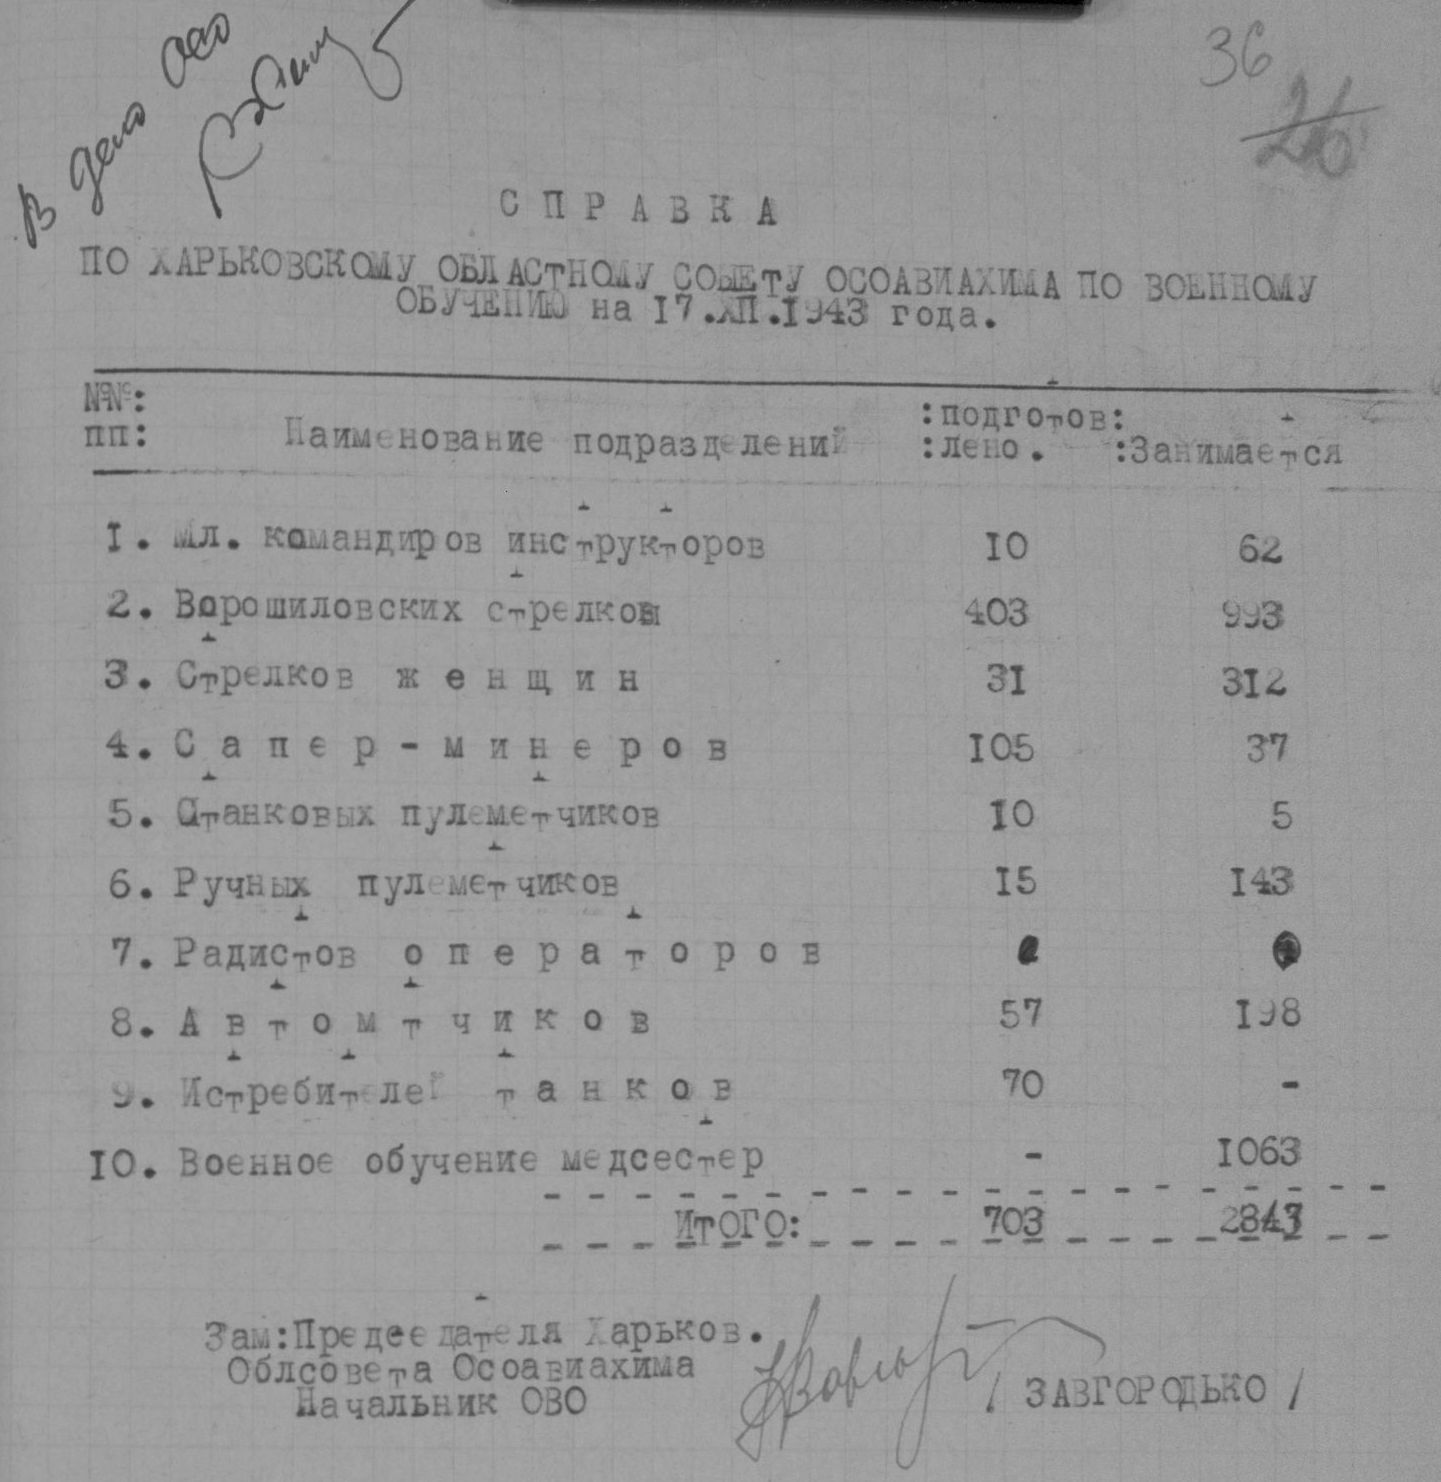 В дело осо
36
26
СПРАВКА
ПО ХАРЬКОВСКОМУ ОБЛАСТНОМУ СОВЕТУ ОСОАВИАХИМА ПО ВОЕННОМУ
ОБУЧЕНИЮ на 17.XII.1943 года.
№№: Наименование подразделений :подготов: :Занимается
пп: :лено.
1. Мл. командиров инструкторов 10 62
2. Ворошиловских стрелков 403 993
3. Стрелков женщин 31 312
4. Сапер-минеров 105 37
5. Станковых пулеметчиков 10 5
6. Ручных пулеметчиков 15 143
7. Радистов операторов
8. Автомтчиков 57 198
9. Истребителей танков 70 -
10. Военное обучение медсестер - 1063
ИТОГО: 703
Зам:Председателя Харьков.
Облсовета Осоавиахима
Начальник ОВО / ЗАВГОРОДЬКО /